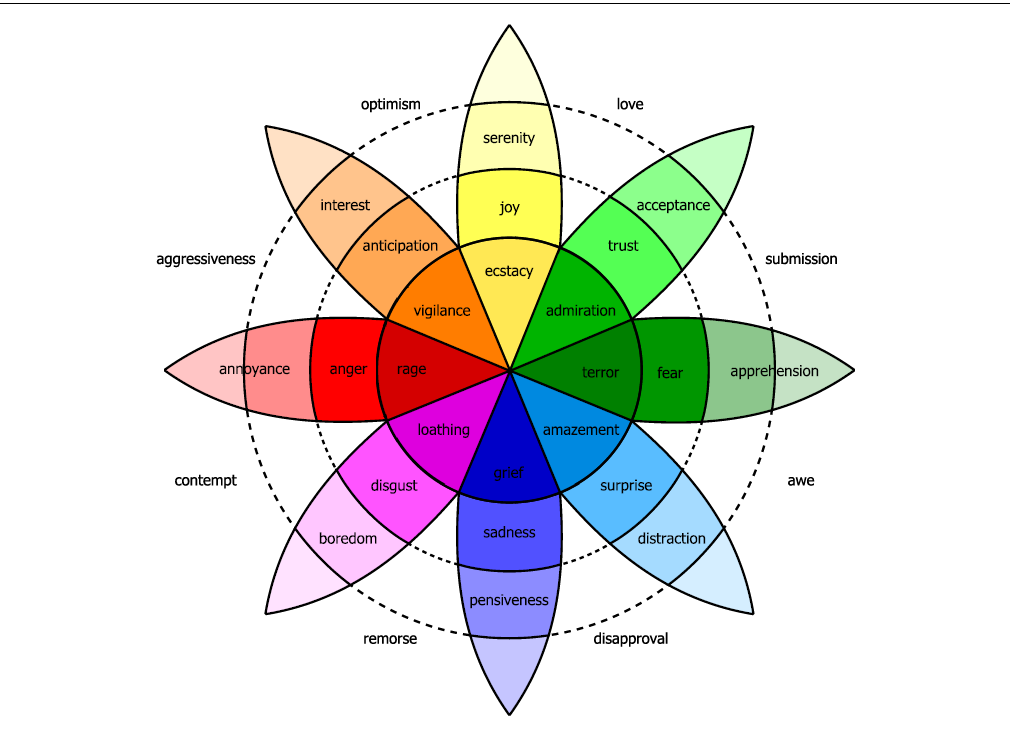 optimism
love
serenity
interest
joy
acceptance
anticipation
trust
aggressiveness
submission
ecstacy
vigilance
admiration
annoyance
anger
rage
terror
fear
apprehension
loathing
amazement
grief
contempt
awe
disgust
surprise
sadness
boredom
distraction
pensiveness
remorse
disapproval